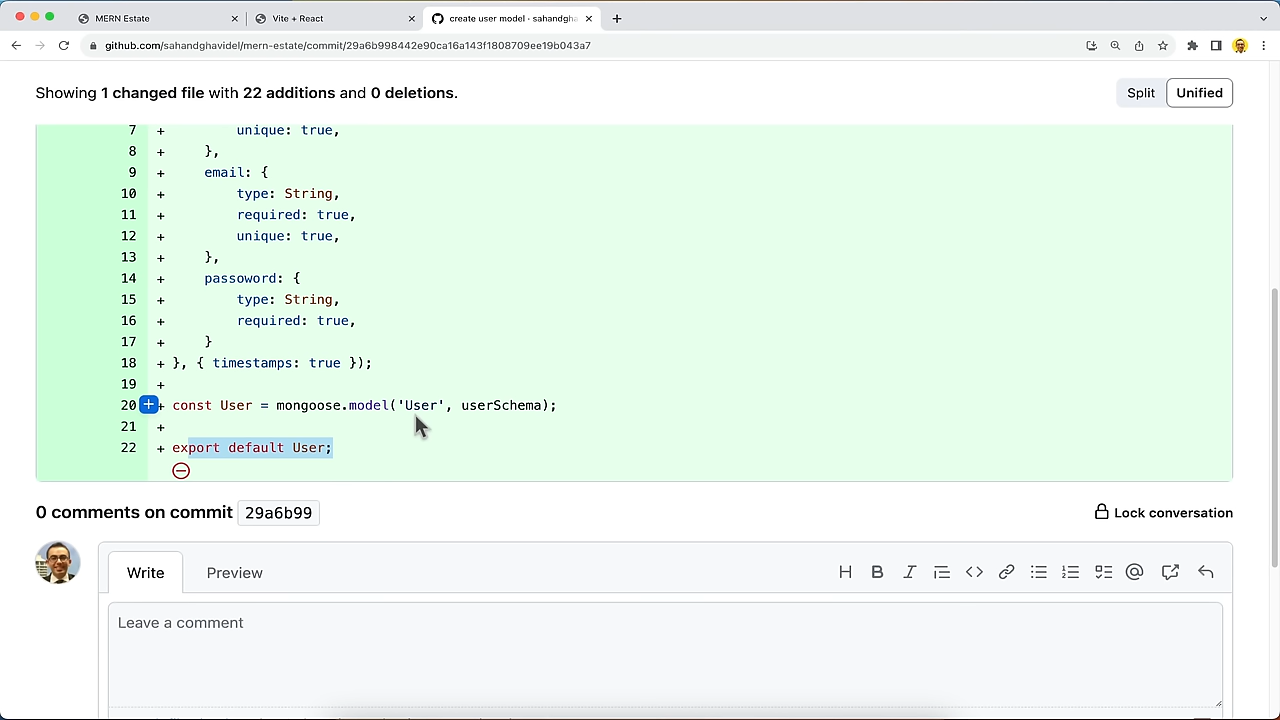 MERN Estate
Vite + React
create user model · sahandgha
github.com/sahandghavidel/mern-estate/commit/29a6b998442e90ca16a143f1808709ee19b043a7
Showing 1 changed file with 22 additions and 0 deletions.
Split
Unified
7 + unique: true,
8 + },
9 + email: {
10 + type: String,
11 + required: true,
12 + unique: true,
13 + },
14 + passoword: {
15 + type: String,
16 + required: true,
17 + }
18 + }, { timestamps: true });
19 +
20 + const User = mongoose.model('User', userSchema);
21 +
22 + export default User;
0 comments on commit 29a6b99
Lock conversation
Write
Preview
Leave a comment